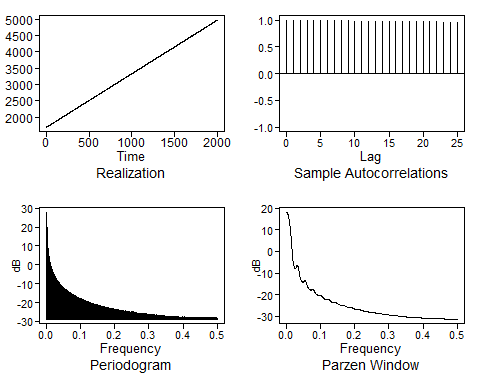 5000
4500
4000
3500
3000
2500
2000
0 500 1000 1500 2000
Time
Realization
1.0
0.5
0.0
-0.5
-1.0
0 5 10 15 20 25
Lag
Sample Autocorrelations
30
20
10
0
-10
-20
-30
dB
0.0 0.1 0.2 0.3 0.4 0.5
Frequency
Periodogram
20
10
0
-10
-20
-30
dB
0.0 0.1 0.2 0.3 0.4 0.5
Frequency
Parzen Window